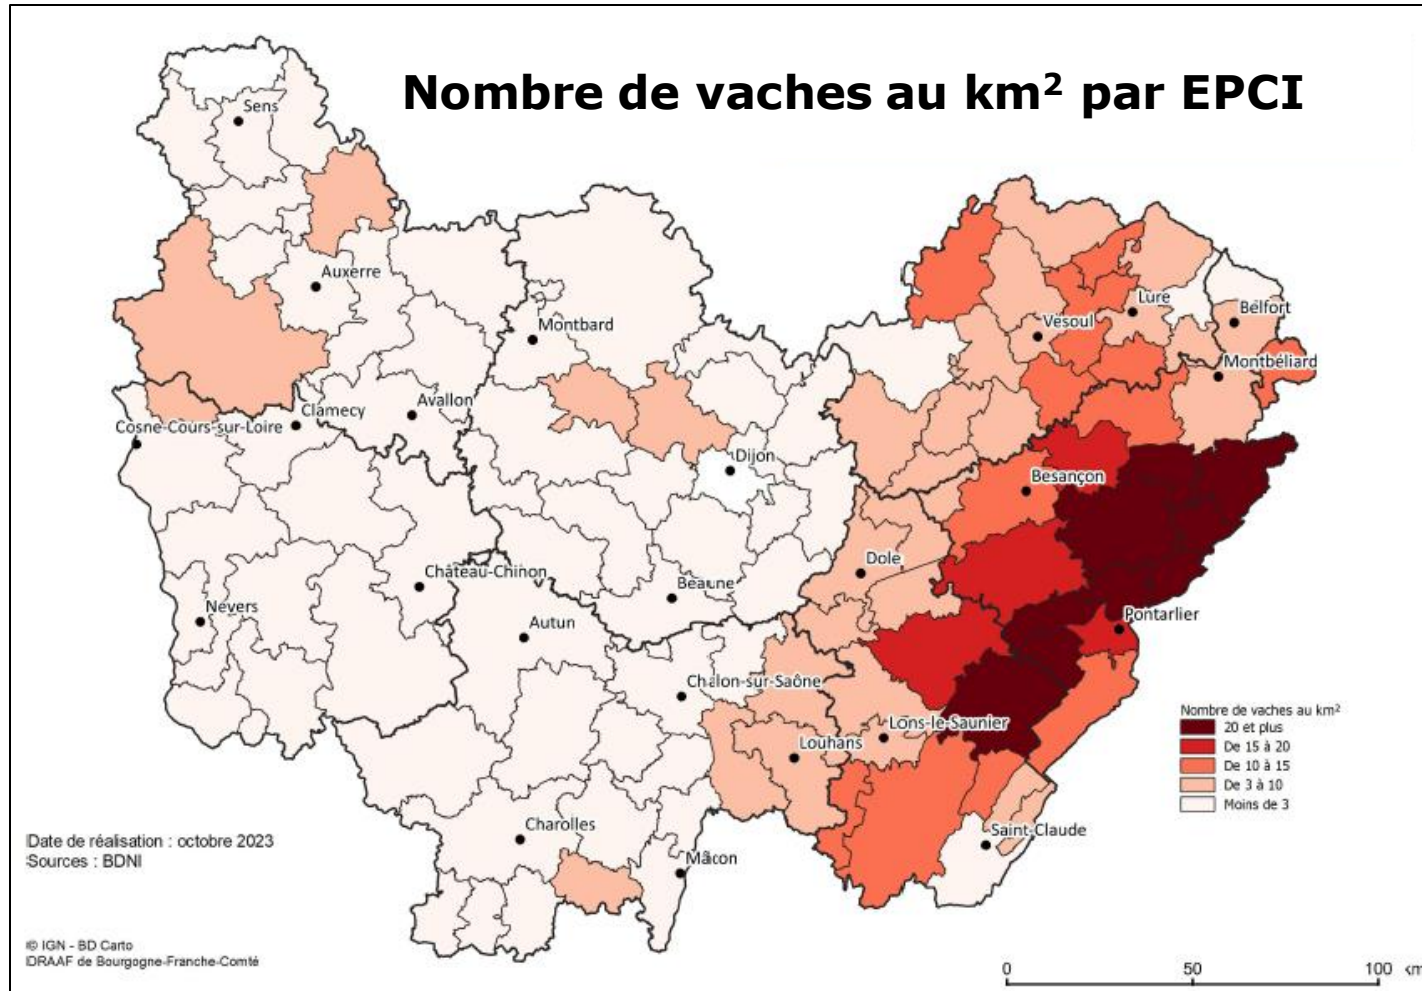 Nombre de vaches au km² par EPCI
Sens
Auxerre
Montbard
Lure
Belfort
Vesoul
Montbéliard
Avallon
Clamecy
Cosne-Cours-sur-Loire
Dijon
Besançon
Dole
Château-Chinon
Beaune
Nevers
Autun
Pontarlier
Chalon-sur-Saône
Lons-le-Saunier
Louhans
Charolles
Saint-Claude
Mâcon
Nombre de vaches au km²
20 et plus
De 15 à 20
De 10 à 15
De 3 à 10
Moins de 3
Date de réalisation : octobre 2023
Sources : BDNI
© IGN - BD Carto
DRAAF de Bourgogne-Franche-Comté
0 50 100 km